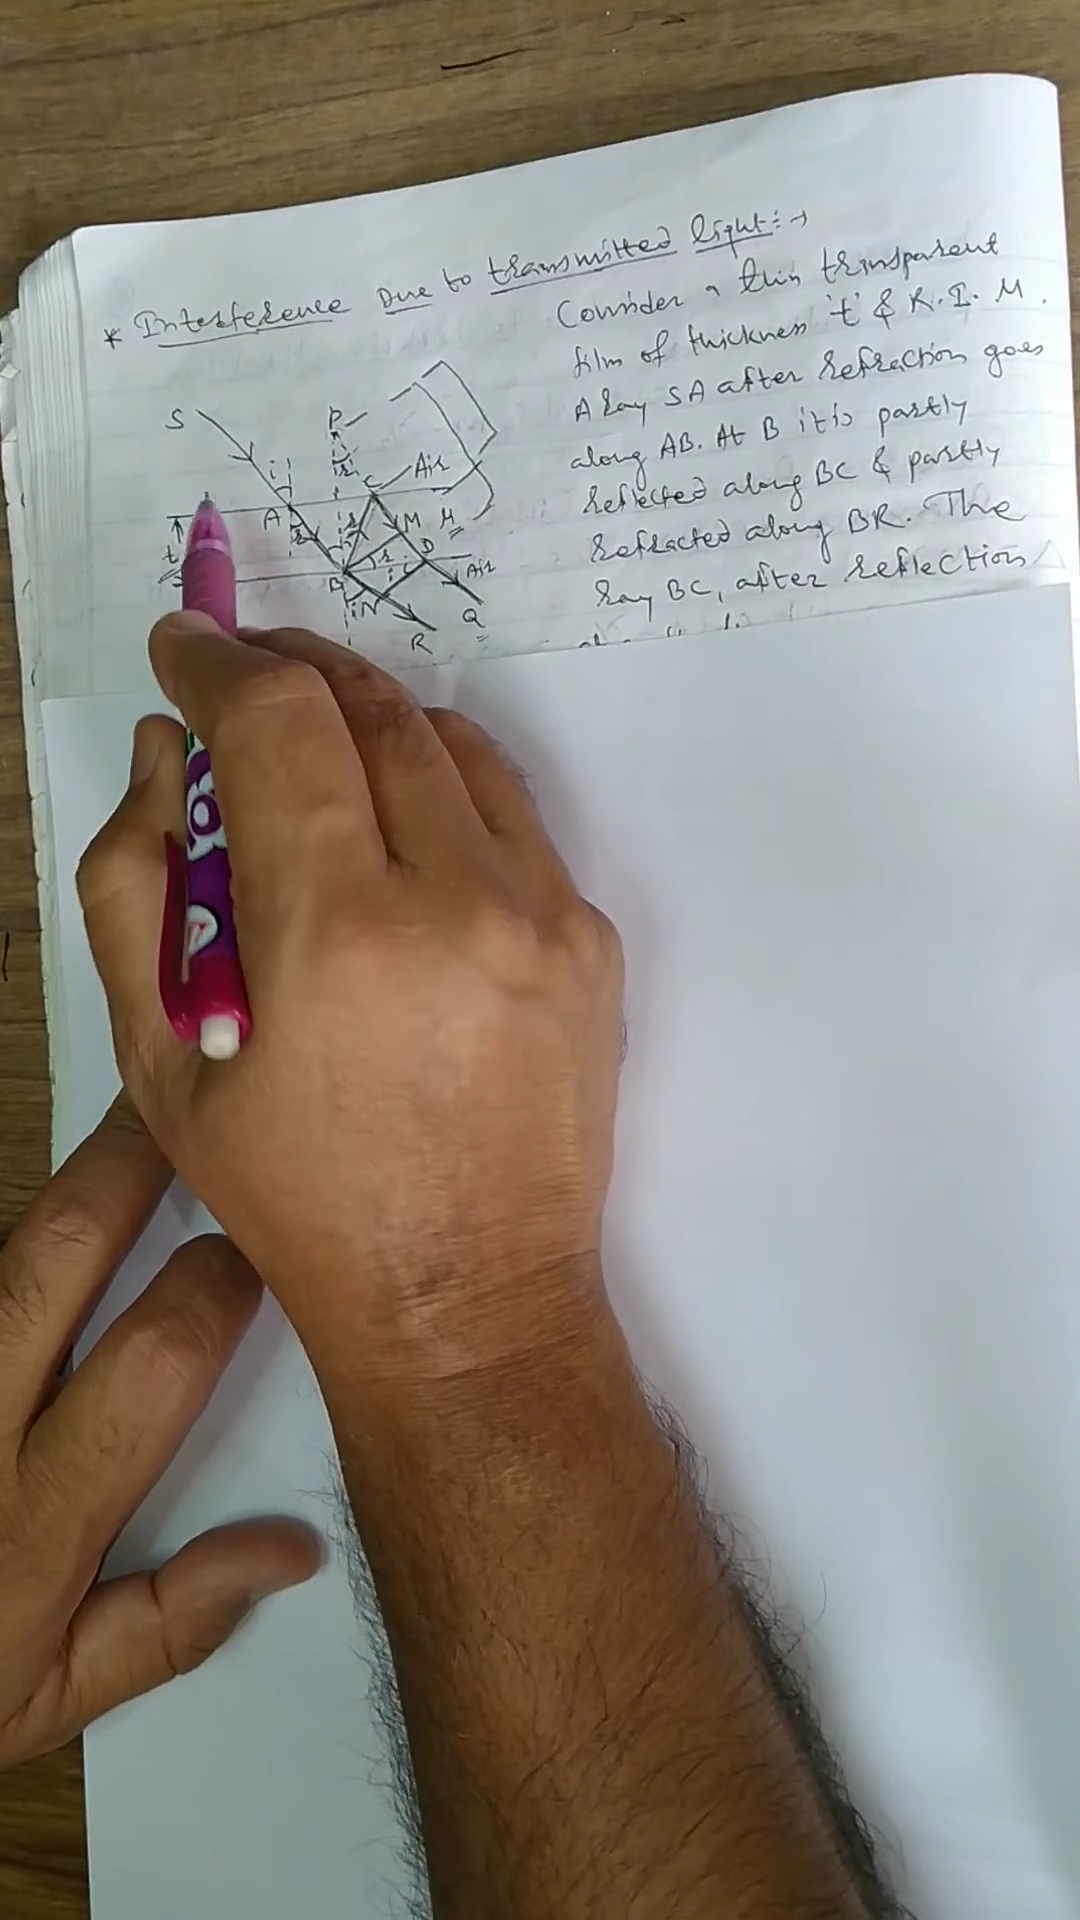 * Interference Due to transmitted light:→
Consider a thin transparent
film of thickness 't' & R.I. μ.
A ray SA after refraction goes
along AB. At B it is partly
reflected along BC & partly
refracted along BR. The
ray BC, after reflection
S
P
i
r
C
Air
A
r
r
M
μ
t
r
D
B
i
L
Air
i
N
Q
R